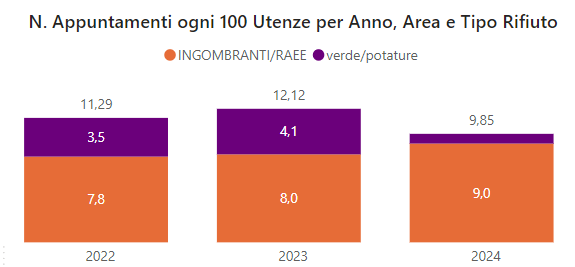 N. Appuntamenti ogni 100 Utenze per Anno, Area e Tipo Rifiuto
INGOMBRANTI/RAEE verde/potature
11,29 12,12 9,85
3,5 4,1
7,8 8,0 9,0
2022 2023 2024